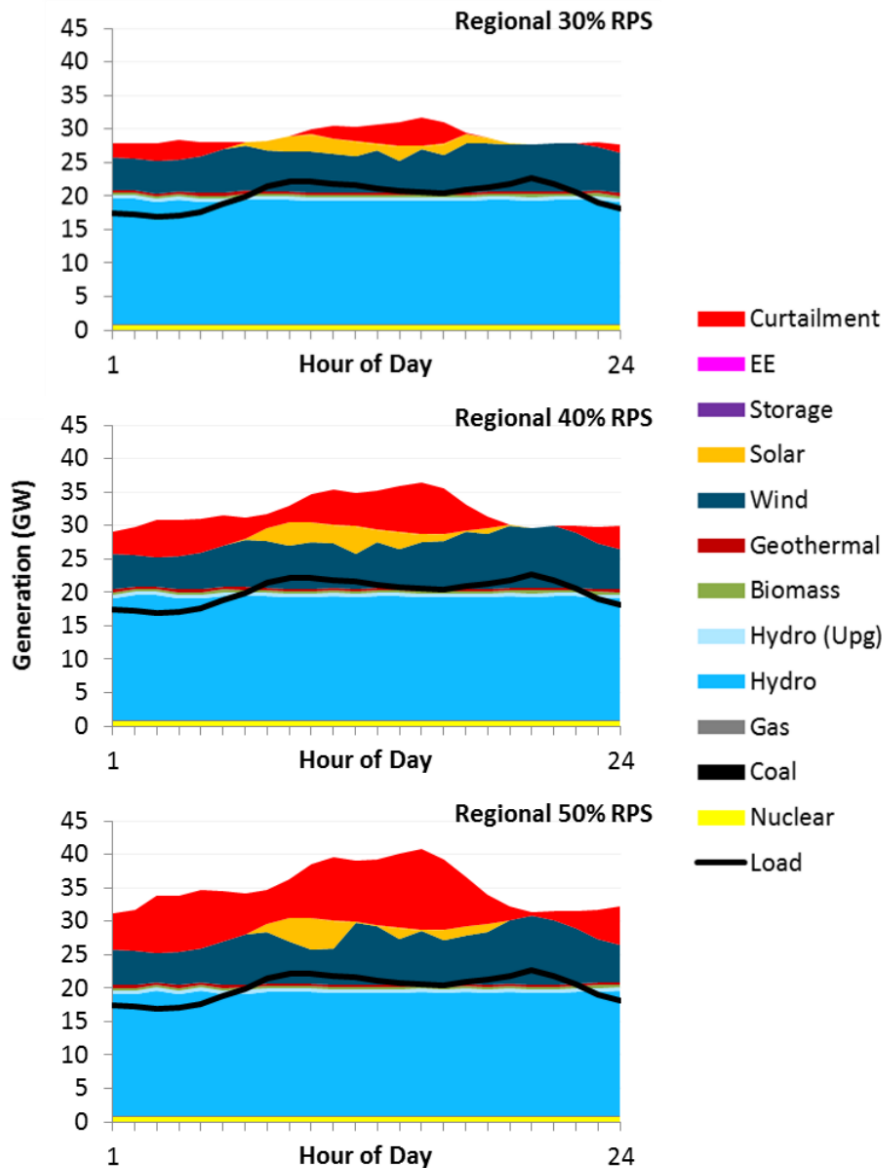 Regional 30% RPS
45
40
35
30
25
20
15
10
5
0
1
Hour of Day
24
Regional 40% RPS
45
40
35
30
25
20
15
10
5
0
1
Hour of Day
24
Regional 50% RPS
45
40
35
30
25
20
15
10
5
0
1
Hour of Day
24
Generation (GW)
Curtailment
EE
Storage
Solar
Wind
Geothermal
Biomass
Hydro (Upg)
Hydro
Gas
Coal
Nuclear
Load